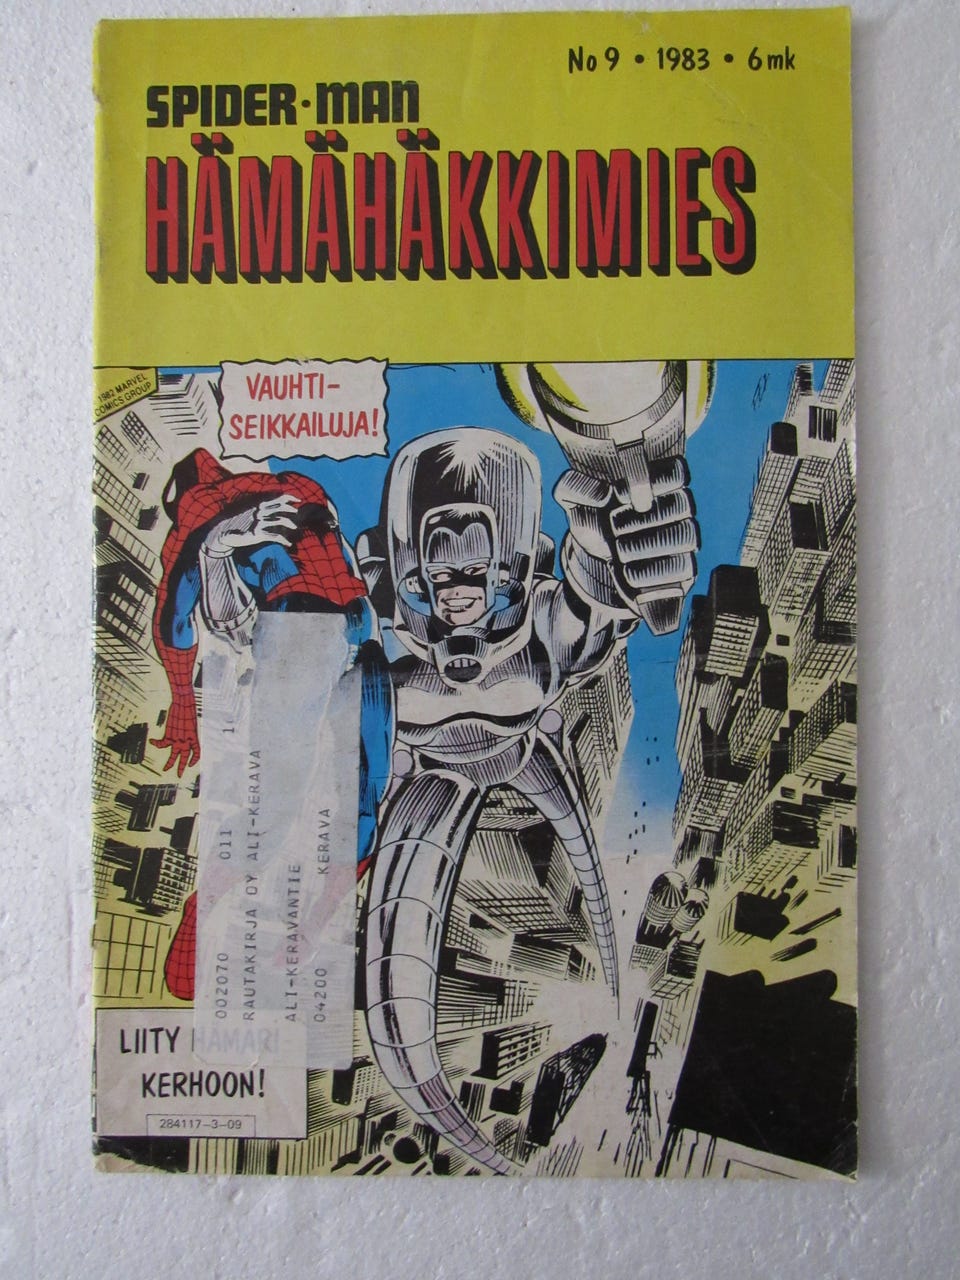 No 9 • 1983 • 6 mk
SPIDER·MAN
HÄMÄHÄKKIMIES
1982 MARVEL
COMICS GROUP
VAUHTI-
SEIKKAILUJA!
002070 011
RAUTAKIRJA OY ALI-KERAVA
ALI-KERAVANTIE
04200 KERAVA
LIITY HÄMÄRI
KERHOON!
284117-3-09